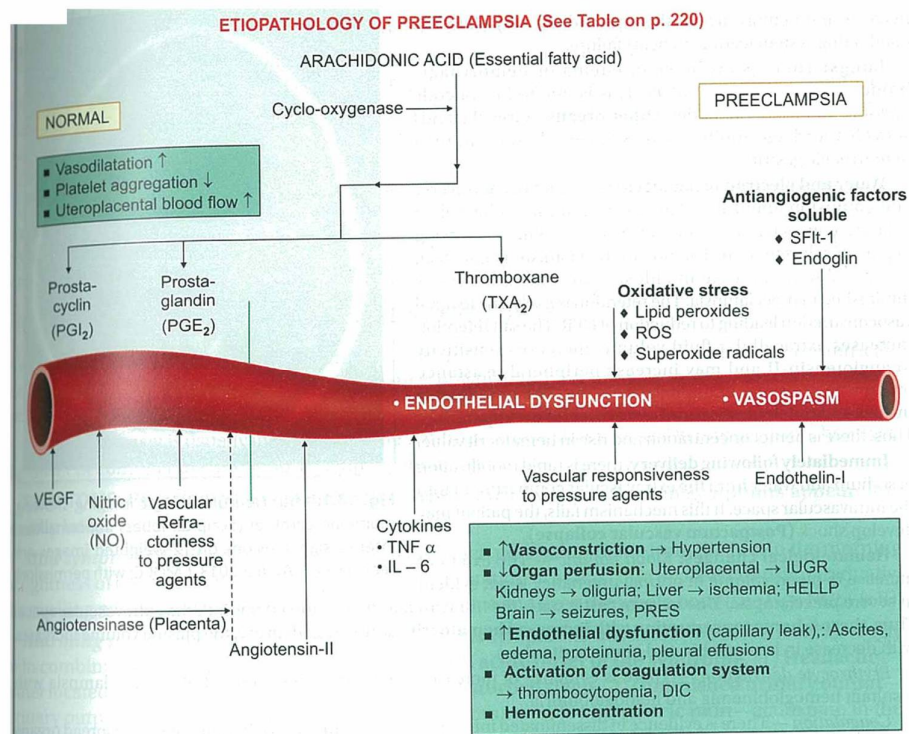 ETIOPATHOLOGY OF PREECLAMPSIA (See Table on p. 220)
ARACHIDONIC ACID (Essential fatty acid)
Cyclo-oxygenase
NORMAL
PREECLAMPSIA
▪ Vasodilatation ↑
▪ Platelet aggregation ↓
▪ Uteroplacental blood flow ↑
Antiangiogenic factors
soluble
♦ SFlt-1
♦ Endoglin
Prosta-
cyclin
(PGI₂)
Prosta-
glandin
(PGE₂)
Thromboxane
(TXA₂)
Oxidative stress
♦ Lipid peroxides
♦ ROS
♦ Superoxide radicals
• ENDOTHELIAL DYSFUNCTION
• VASOSPASM
VEGF
Nitric
oxide
(NO)
Vascular
Refra-
ctoriness
to pressure
agents
Angiotensinase (Placenta)
Angiotensin-II
Cytokines
• TNF α
• IL – 6
Vascular responsiveness
to pressure agents
Endothelin-I
▪ ↑Vasoconstriction → Hypertension
▪ ↓Organ perfusion: Uteroplacental → IUGR
Kidneys → oliguria; Liver → ischemia; HELLP
Brain → seizures, PRES
▪ ↑Endothelial dysfunction (capillary leak),: Ascites,
edema, proteinuria, pleural effusions
▪ Activation of coagulation system
→ thrombocytopenia, DIC
▪ Hemoconcentration